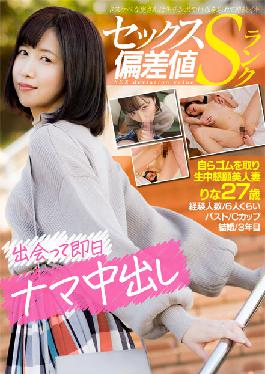 セックス
偏差値
Sランク
自らゴムを取り
生中懇願美人妻
りな27歳
経験人数/6人くらい
バスト/Cカップ
結婚/3年目
出会って即日
ナマ中出し